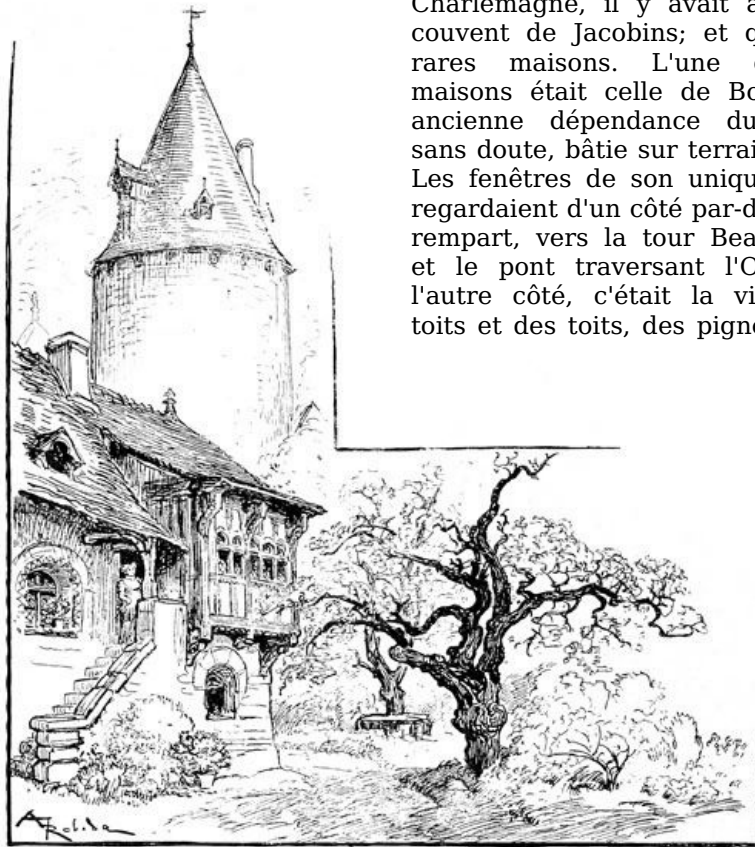 Charlemagne, il y avait a
couvent de Jacobins; et q
rares maisons. L'une
maisons était celle de Bo
ancienne dépendance du
sans doute, bâtie sur terrai
Les fenêtres de son uniqu
regardaient d'un côté par-d
rempart, vers la tour Bea
et le pont traversant l'O
l'autre côté, c'était la vi
toits et des toits, des pign
A Robida